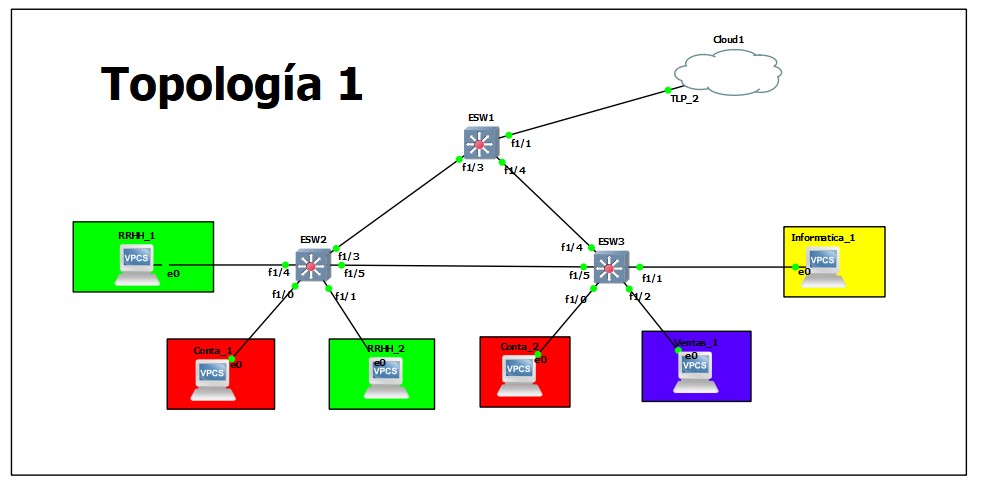 Cloud1
Topología 1
TLP_2
ESW1
f1/1
f1/3
f1/4
RRHH_1
VPCS
e0
ESW2
f1/3
f1/4
f1/5
f1/0
f1/1
ESW3
f1/4
f1/5
f1/1
f1/0
f1/2
Informatica_1
VPCS
e0
Conta_1
e0
VPCS
RRHH_2
e0
VPCS
Conta_2
e0
VPCS
Ventas_1
e0
VPCS